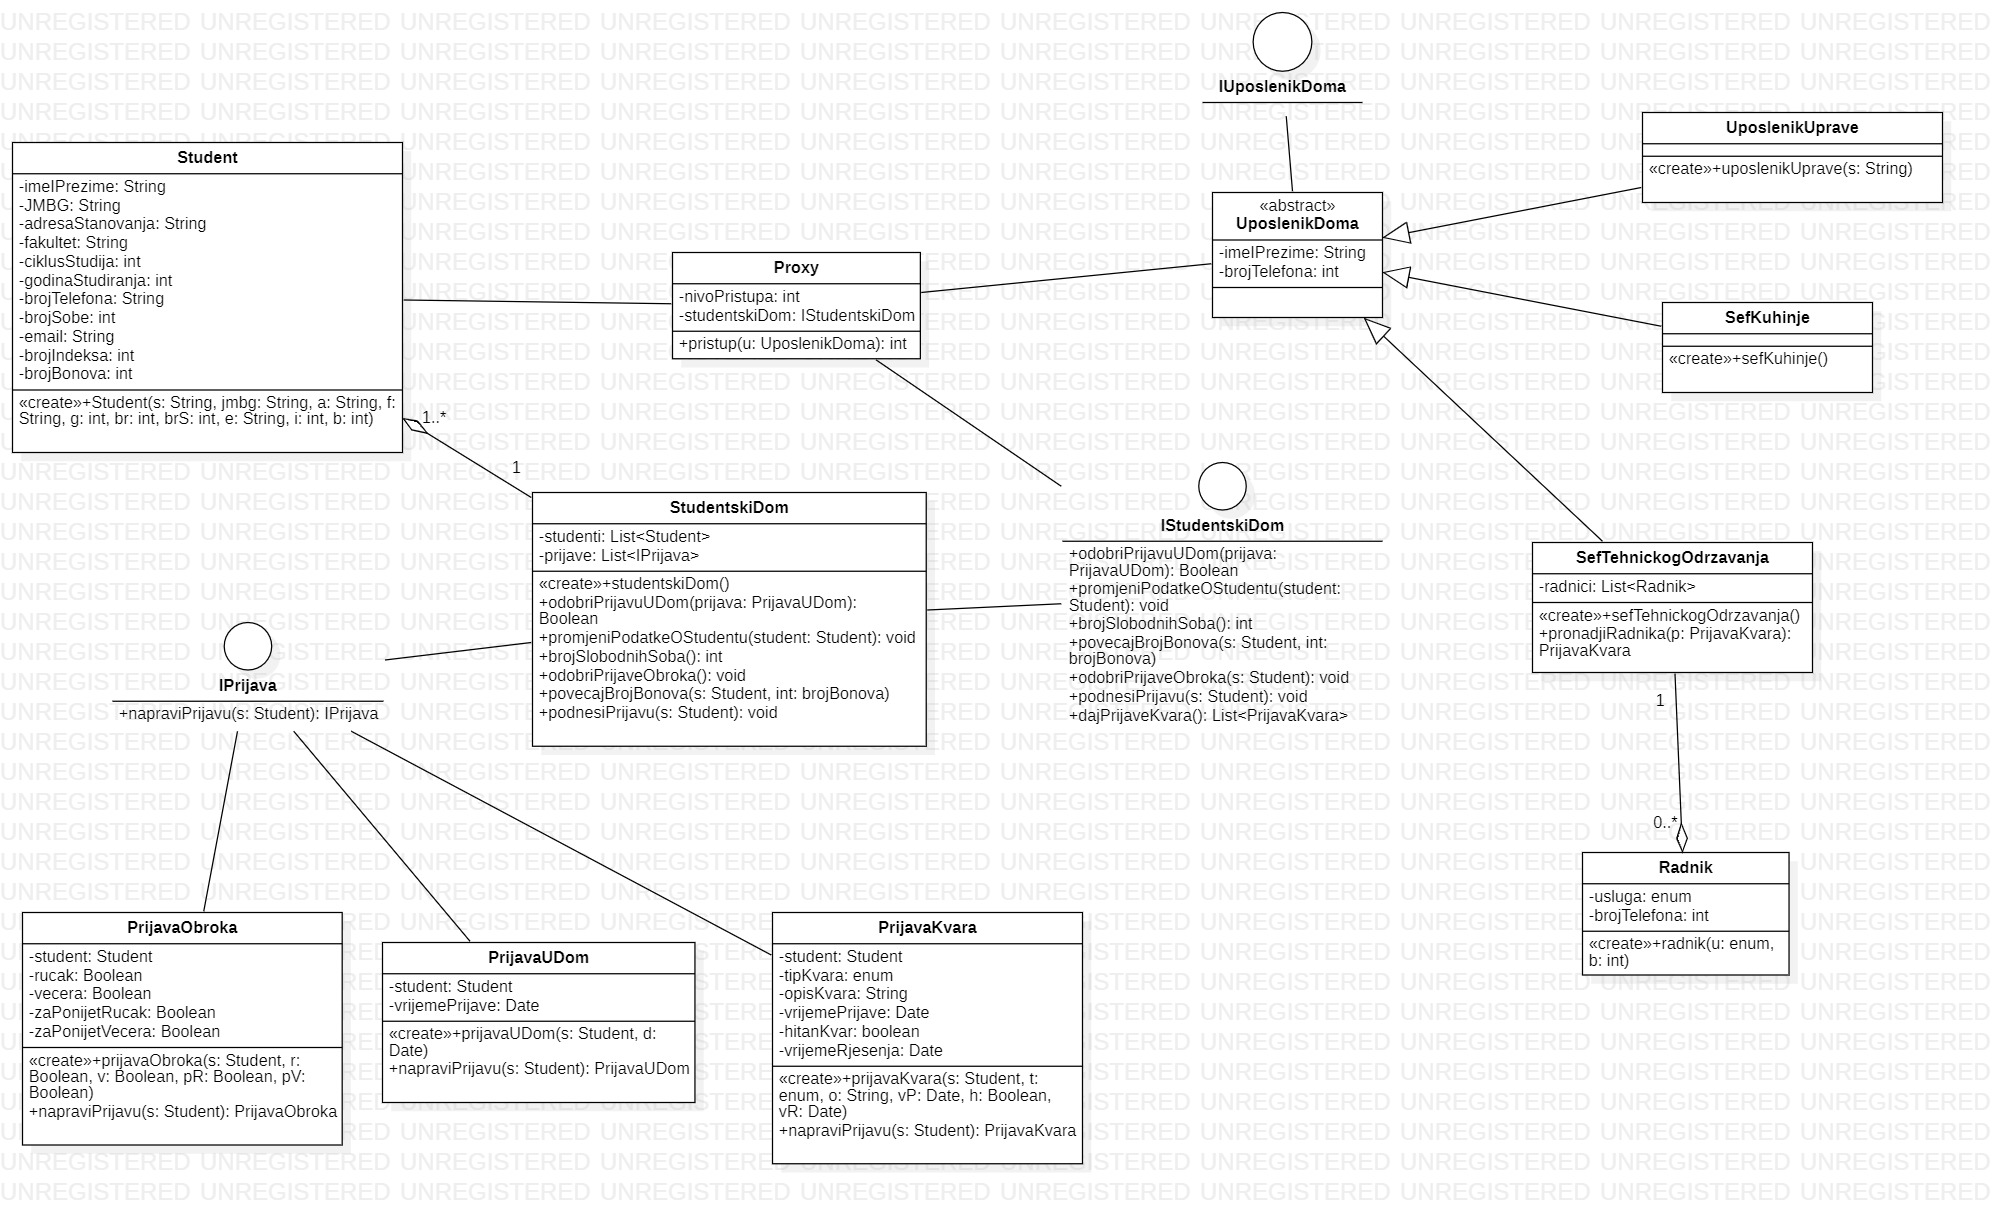 IUposlenikDoma
UposlenikUprave
«create»+uposlenikUprave(s: String)
Student
-imeIPrezime: String
-JMBG: String
-adresaStanovanja: String
-fakultet: String
-ciklusStudija: int
-godinaStudiranja: int
-brojTelefona: String
-brojSobe: int
-email: String
-brojIndeksa: int
-brojBonova: int
«create»+Student(s: String, jmbg: String, a: String, f:
String, g: int, br: int, brS: int, e: String, i: int, b: int)
1..*
1
Proxy
-nivoPristupa: int
-studentskiDom: IStudentskiDom
+pristup(u: UposlenikDoma): int
«abstract»
UposlenikDoma
-imeIPrezime: String
-brojTelefona: int
SefKuhinje
«create»+sefKuhinje()
StudentskiDom
-studenti: List<Student>
-prijave: List<IPrijava>
«create»+studentskiDom()
+odobriPrijavuUDom(prijava: PrijavaUDom):
Boolean
+promjeniPodatkeOStudentu(student: Student): void
+brojSlobodnihSoba(): int
+odobriPrijaveObroka(): void
+povecajBrojBonova(s: Student, int: brojBonova)
+podnesiPrijavu(s: Student): void
IStudentskiDom
+odobriPrijavuUDom(prijava:
PrijavaUDom): Boolean
+promjeniPodatkeOStudentu(student:
Student): void
+brojSlobodnihSoba(): int
+povecajBrojBonova(s: Student, int:
brojBonova)
+odobriPrijaveObroka(s: Student): void
+podnesiPrijavu(s: Student): void
+dajPrijaveKvara(): List<PrijavaKvara>
SefTehnickogOdrzavanja
-radnici: List<Radnik>
«create»+sefTehnickogOdrzavanja()
+pronadjiRadnika(p: PrijavaKvara):
PrijavaKvara
1
0..*
Radnik
-usluga: enum
-brojTelefona: int
«create»+radnik(u: enum,
b: int)
IPrijava
+napraviPrijavu(s: Student): IPrijava
PrijavaObroka
-student: Student
-rucak: Boolean
-vecera: Boolean
-zaPonijetRucak: Boolean
-zaPonijetVecera: Boolean
«create»+prijavaObroka(s: Student, r:
Boolean, v: Boolean, pR: Boolean, pV:
Boolean)
+napraviPrijavu(s: Student): PrijavaObroka
PrijavaUDom
-student: Student
-vrijemePrijave: Date
«create»+prijavaUDom(s: Student, d:
Date)
+napraviPrijavu(s: Student): PrijavaUDom
PrijavaKvara
-student: Student
-tipKvara: enum
-opisKvara: String
-vrijemePrijave: Date
-hitanKvar: boolean
-vrijemeRjesenja: Date
«create»+prijavaKvara(s: Student, t:
enum, o: String, vP: Date, h: Boolean,
vR: Date)
+napraviPrijavu(s: Student): PrijavaKvara
UNREGISTERED